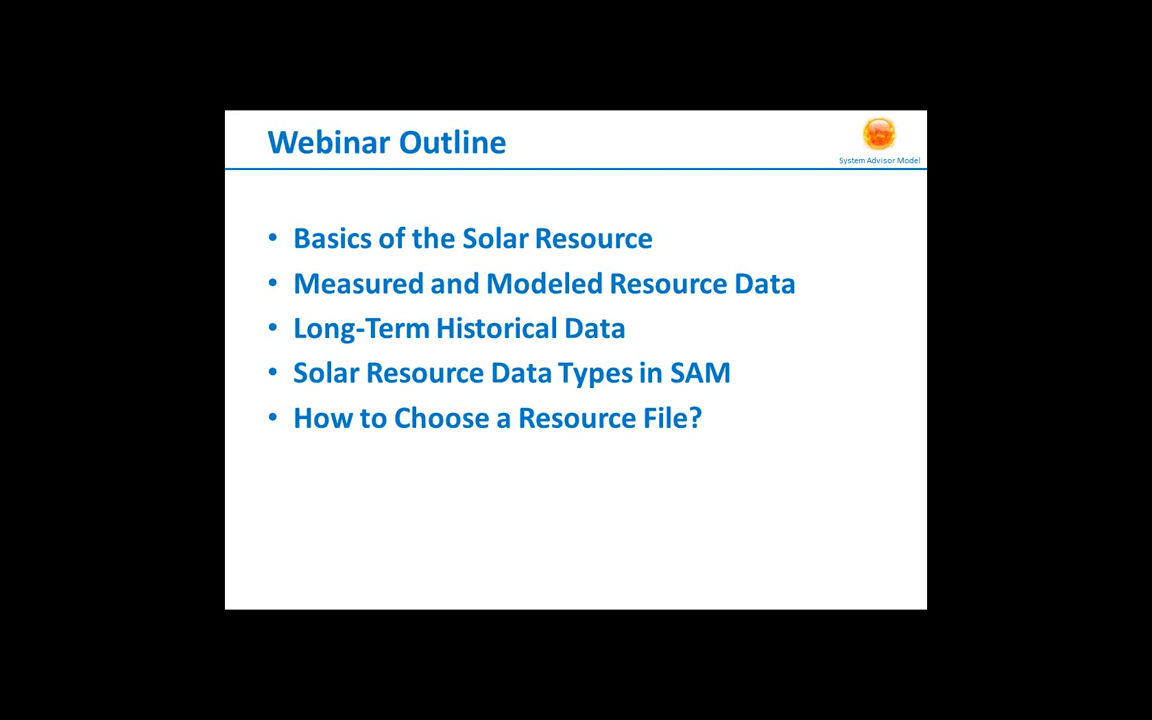 Webinar Outline
System Advisor Model
• Basics of the Solar Resource
• Measured and Modeled Resource Data
• Long-Term Historical Data
• Solar Resource Data Types in SAM
• How to Choose a Resource File?